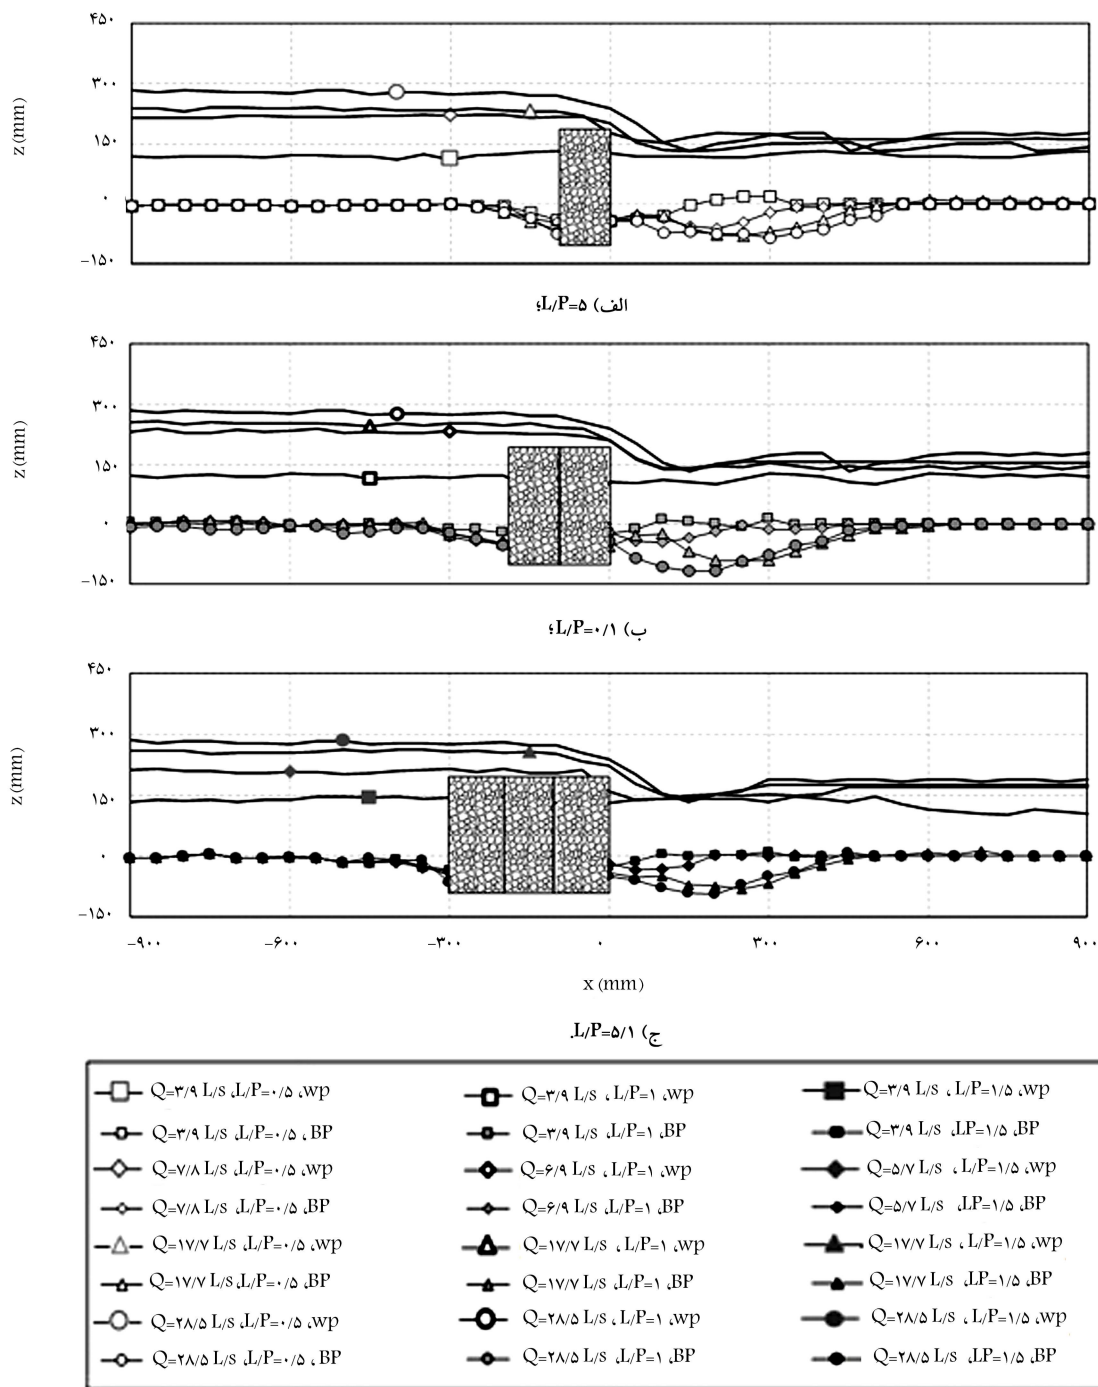 ۴۵۰
۳۰۰
۱۵۰
۰
-۱۵۰
z (mm)
الف) L/P=۵؛
۴۵۰
۳۰۰
۱۵۰
۰
-۱۵۰
z (mm)
ب) L/P=۰/۱؛
۴۵۰
۳۰۰
۱۵۰
۰
-۱۵۰
z (mm)
-۹۰۰ -۶۰۰ -۳۰۰ ۰ ۳۰۰ ۶۰۰ ۹۰۰
x (mm)
ج) L/P=۵/۱.
Q=۳/۹ L/s ،L/P=۰/۵ ،wp
Q=۳/۹ L/s ،L/P=۰/۵ ،BP
Q=۷/۸ L/s ،L/P=۰/۵ ،wp
Q=۷/۸ L/s ،L/P=۰/۵ ،BP
Q=۱۷/۷ L/s ،L/P=۰/۵ ،wp
Q=۱۷/۷ L/s ،L/P=۰/۵ ،BP
Q=۲۸/۵ L/s ،L/P=۰/۵ ،wp
Q=۲۸/۵ L/s ،L/P=۰/۵ ،BP
Q=۳/۹ L/s ، L/P=۱ ،wp
Q=۳/۹ L/s ،L/P=۱ ،BP
Q=۶/۹ L/s ، L/P=۱ ،wp
Q=۶/۹ L/s ،L/P=۱ ،BP
Q=۱۷/۷ L/s ، L/P=۱ ،wp
Q=۱۷/۷ L/s ،L/P=۱ ،BP
Q=۲۸/۵ L/s ، L/P=۱ ،wp
Q=۲۸/۵ L/s ،L/P=۱ ،BP
Q=۳/۹ L/s ،L/P=۱/۵ ،wp
Q=۳/۹ L/s ،LP=۱/۵ ،BP
Q=۵/۷ L/s ، L/P=۱/۵ ،wp
Q=۵/۷ L/s ،LP=۱/۵ ،BP
Q=۱۷/۷ L/s ، L/P=۱/۵ ،wp
Q=۱۷/۷ L/s ،LP=۱/۵ ،BP
Q=۲۸/۵ L/s ، L/P=۱/۵ ،wp
Q=۲۸/۵ L/s ،LP=۱/۵ ،BP